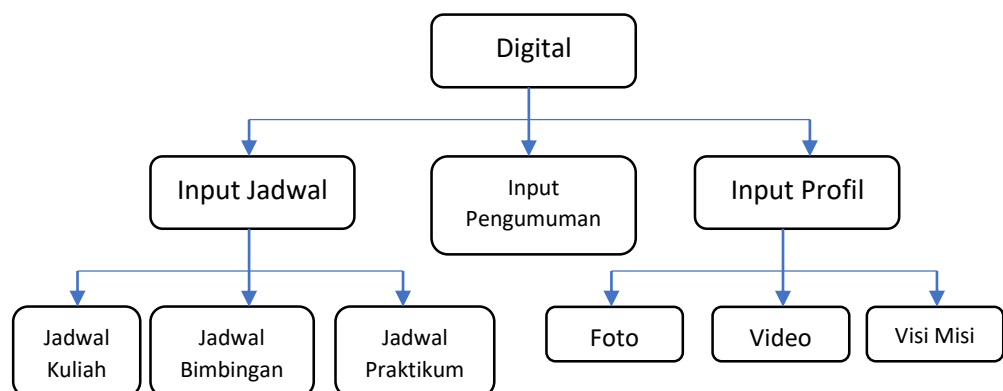 Digital
Input Jadwal
Input
Pengumuman
Input Profil
Jadwal
Kuliah
Jadwal
Bimbingan
Jadwal
Praktikum
Foto
Video
Visi Misi